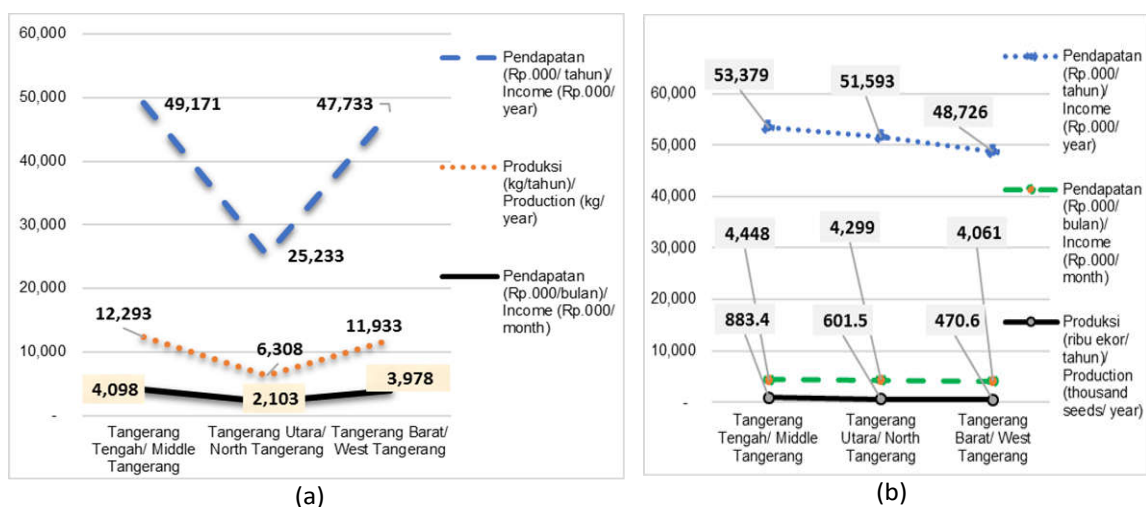 60,000
50,000
40,000
30,000
20,000
10,000
-
49,171
47,733
25,233
12,293
6,308
11,933
4,098
2,103
3,978
Pendapatan
(Rp.000/ tahun)/
Income (Rp.000/
year)
Produksi
(kg/tahun)/
Production (kg/
year)
Pendapatan
(Rp.000/bulan)/
Income (Rp.000/
month)
Tangerang
Tengah/ Middle
Tangerang
Tangerang Utara/
North Tangerang
Tangerang Barat/
West Tangerang
(a)
60,000
50,000
40,000
30,000
20,000
10,000
-
53,379
51,593
48,726
4,448
4,299
4,061
883.4
601.5
470.6
Pendapatan
(Rp.000/
tahun)/
Income
(Rp.000/
year)
Pendapatan
(Rp.000/
bulan)/
Income
(Rp.000/
month)
Produksi
(ribu ekor/
tahun)/
Production
(thousand
seeds/ year)
Tangerang
Tengah/ Middle
Tangerang
Tangerang
Utara/ North
Tangerang
Tangerang
Barat/ West
Tangerang
(b)